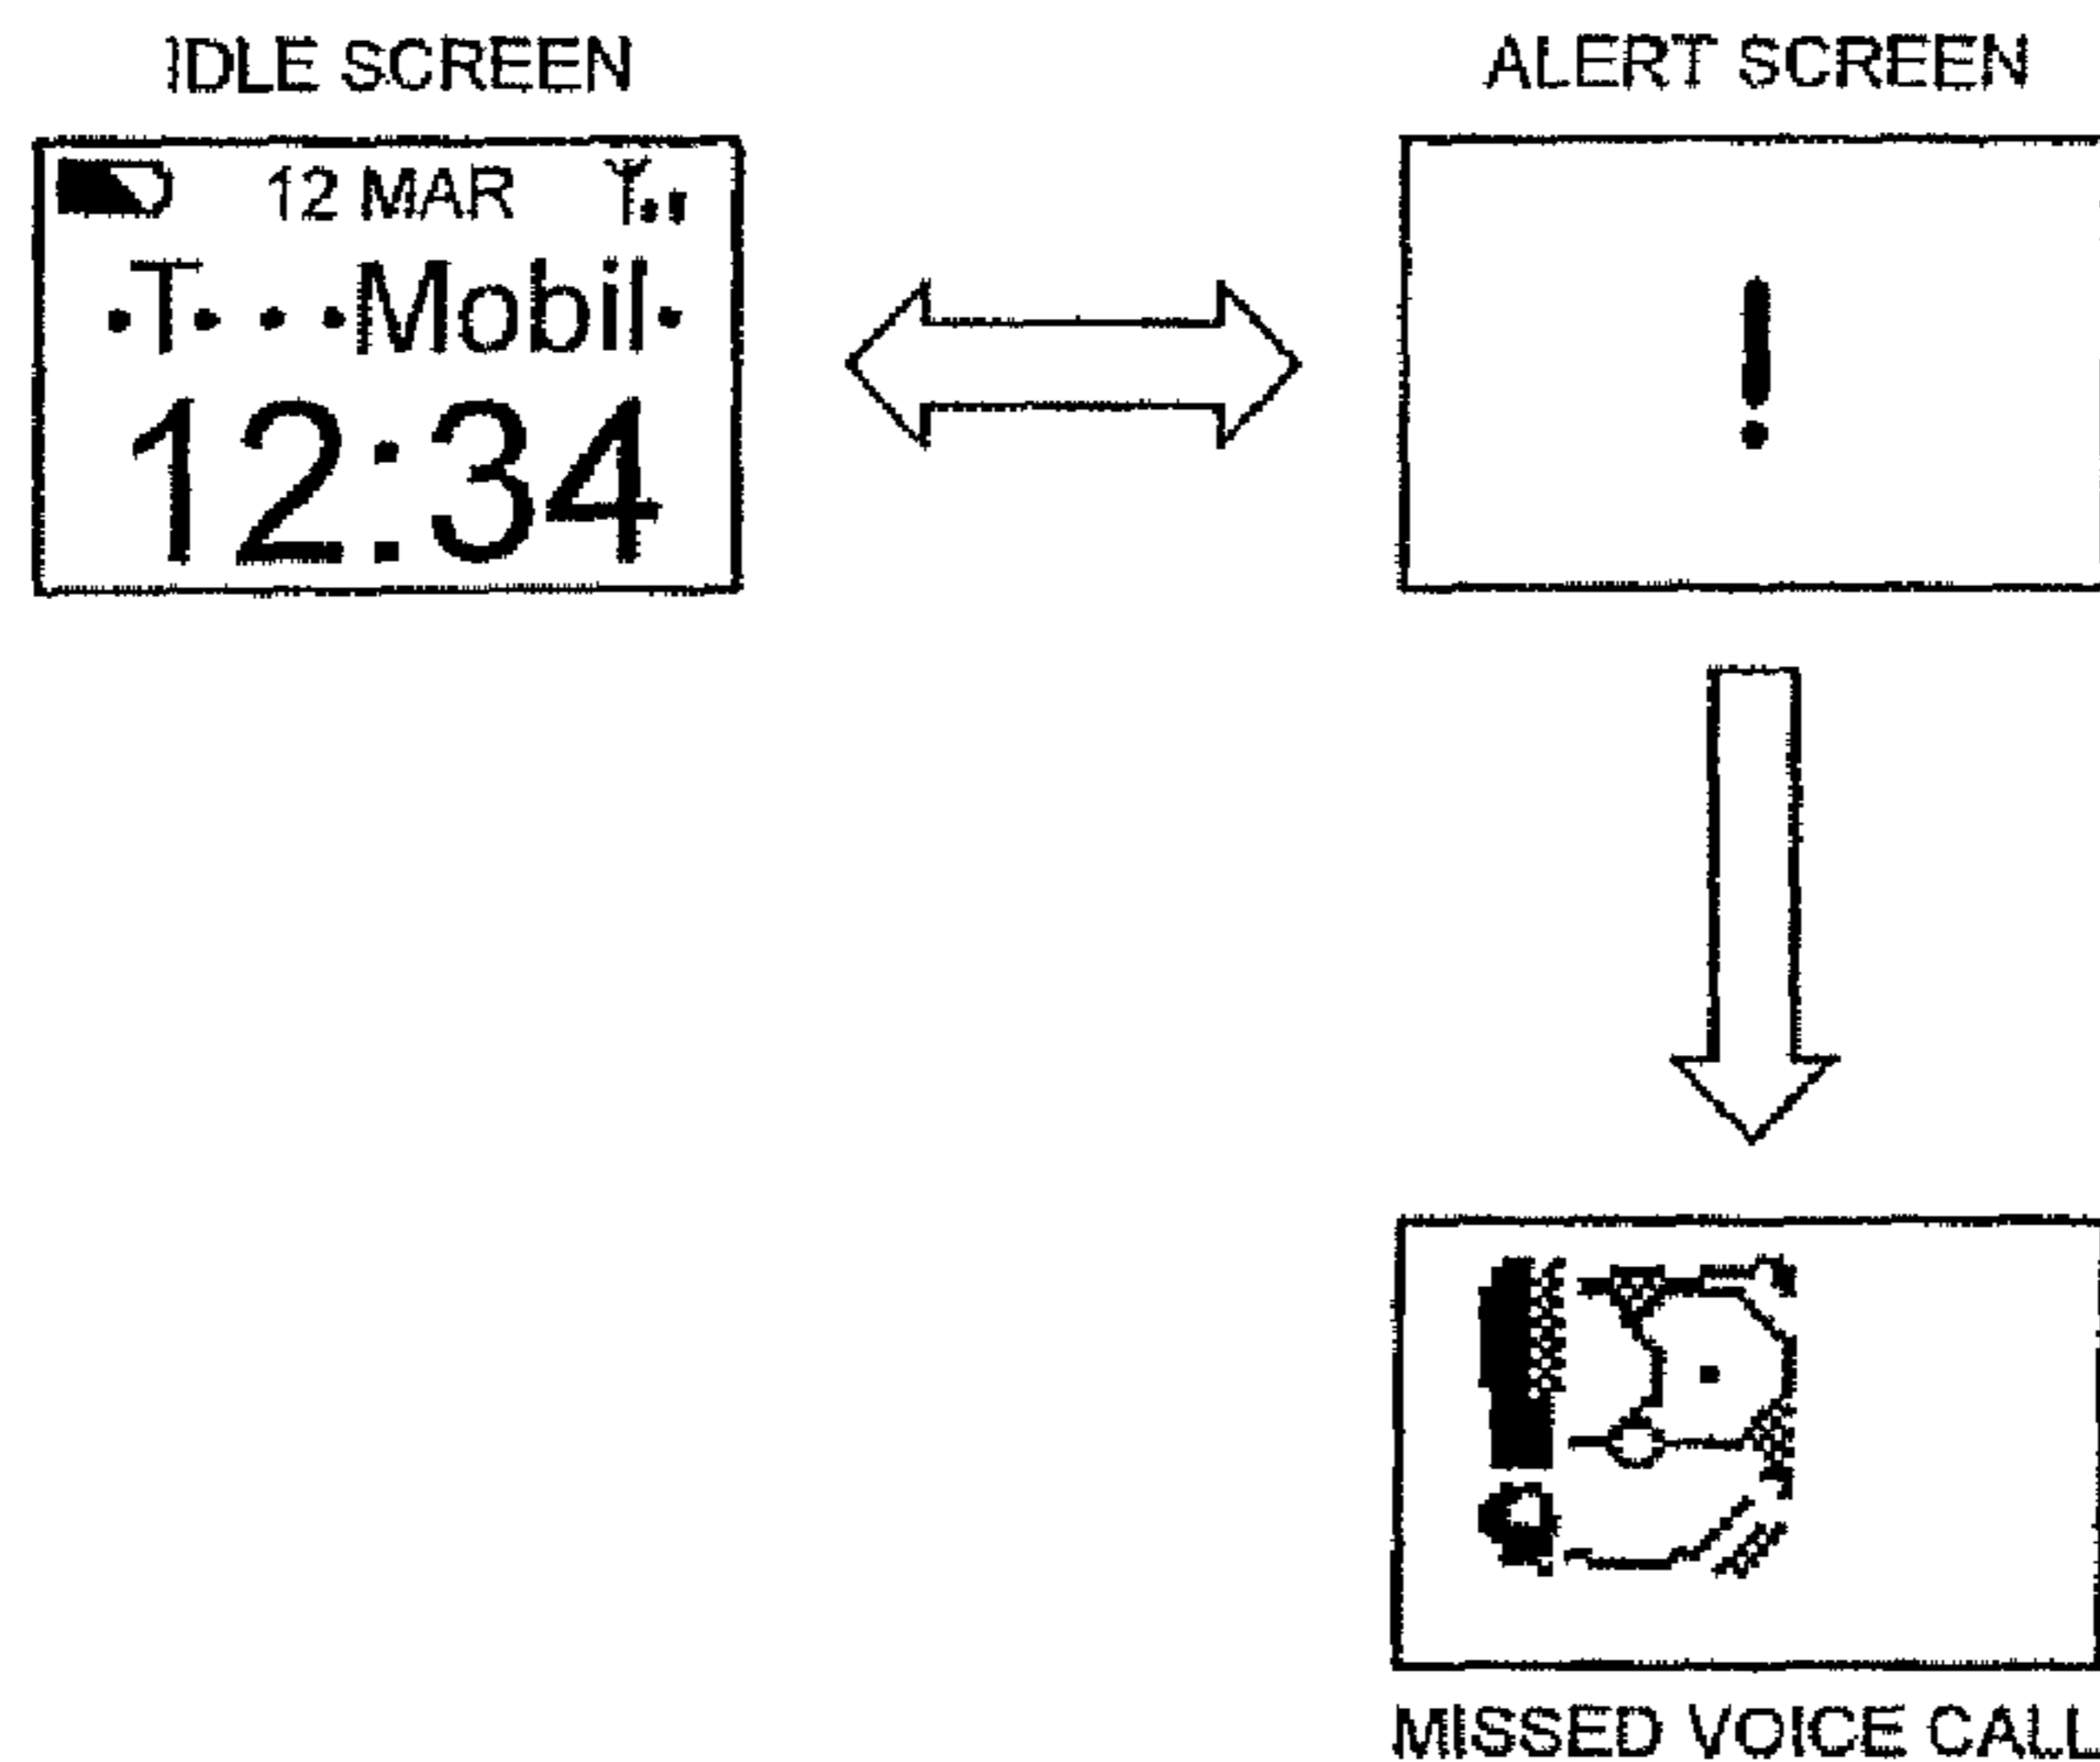 IDLE SCREEN
ALERT SCREEN
12 MAR
·T···Mobil·
12:34
!
MISSED VOICE CALL